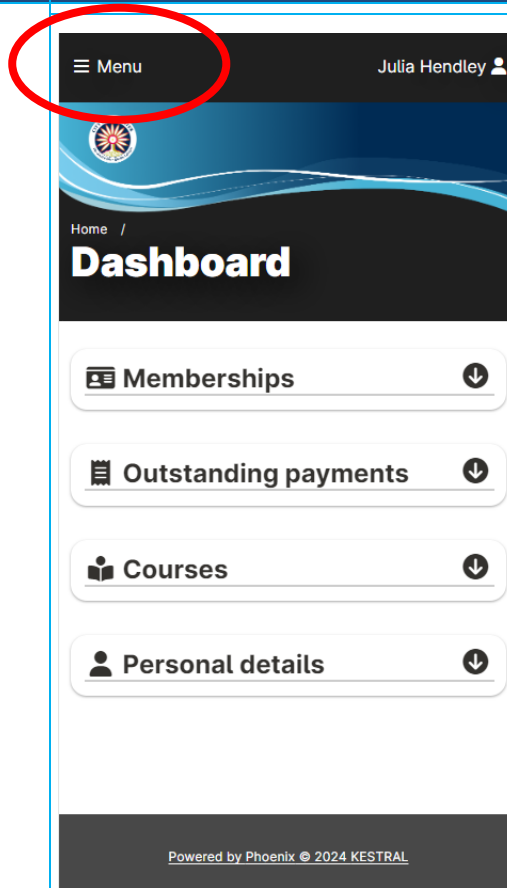 Menu
Julia Hendley
Home /
Dashboard
Memberships
Outstanding payments
Courses
Personal details
Powered by Phoenix © 2024 KESTRAL